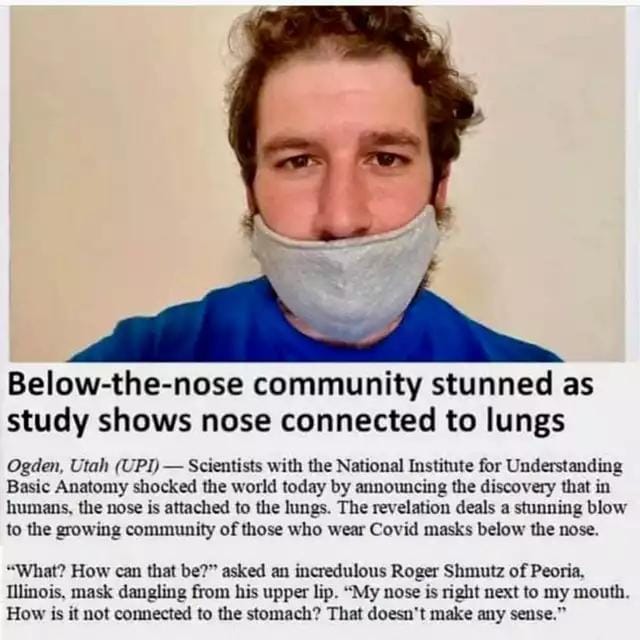 Below-the-nose community stunned as
study shows nose connected to lungs
Ogden, Utah (UPI) — Scientists with the National Institute for Understanding
Basic Anatomy shocked the world today by announcing the discovery that in
humans, the nose is attached to the lungs. The revelation deals a stunning blow
to the growing community of those who wear Covid masks below the nose.
“What? How can that be?” asked an incredulous Roger Shmutz of Peoria,
Illinois, mask dangling from his upper lip. “My nose is right next to my mouth.
How is it not connected to the stomach? That doesn’t make any sense.”